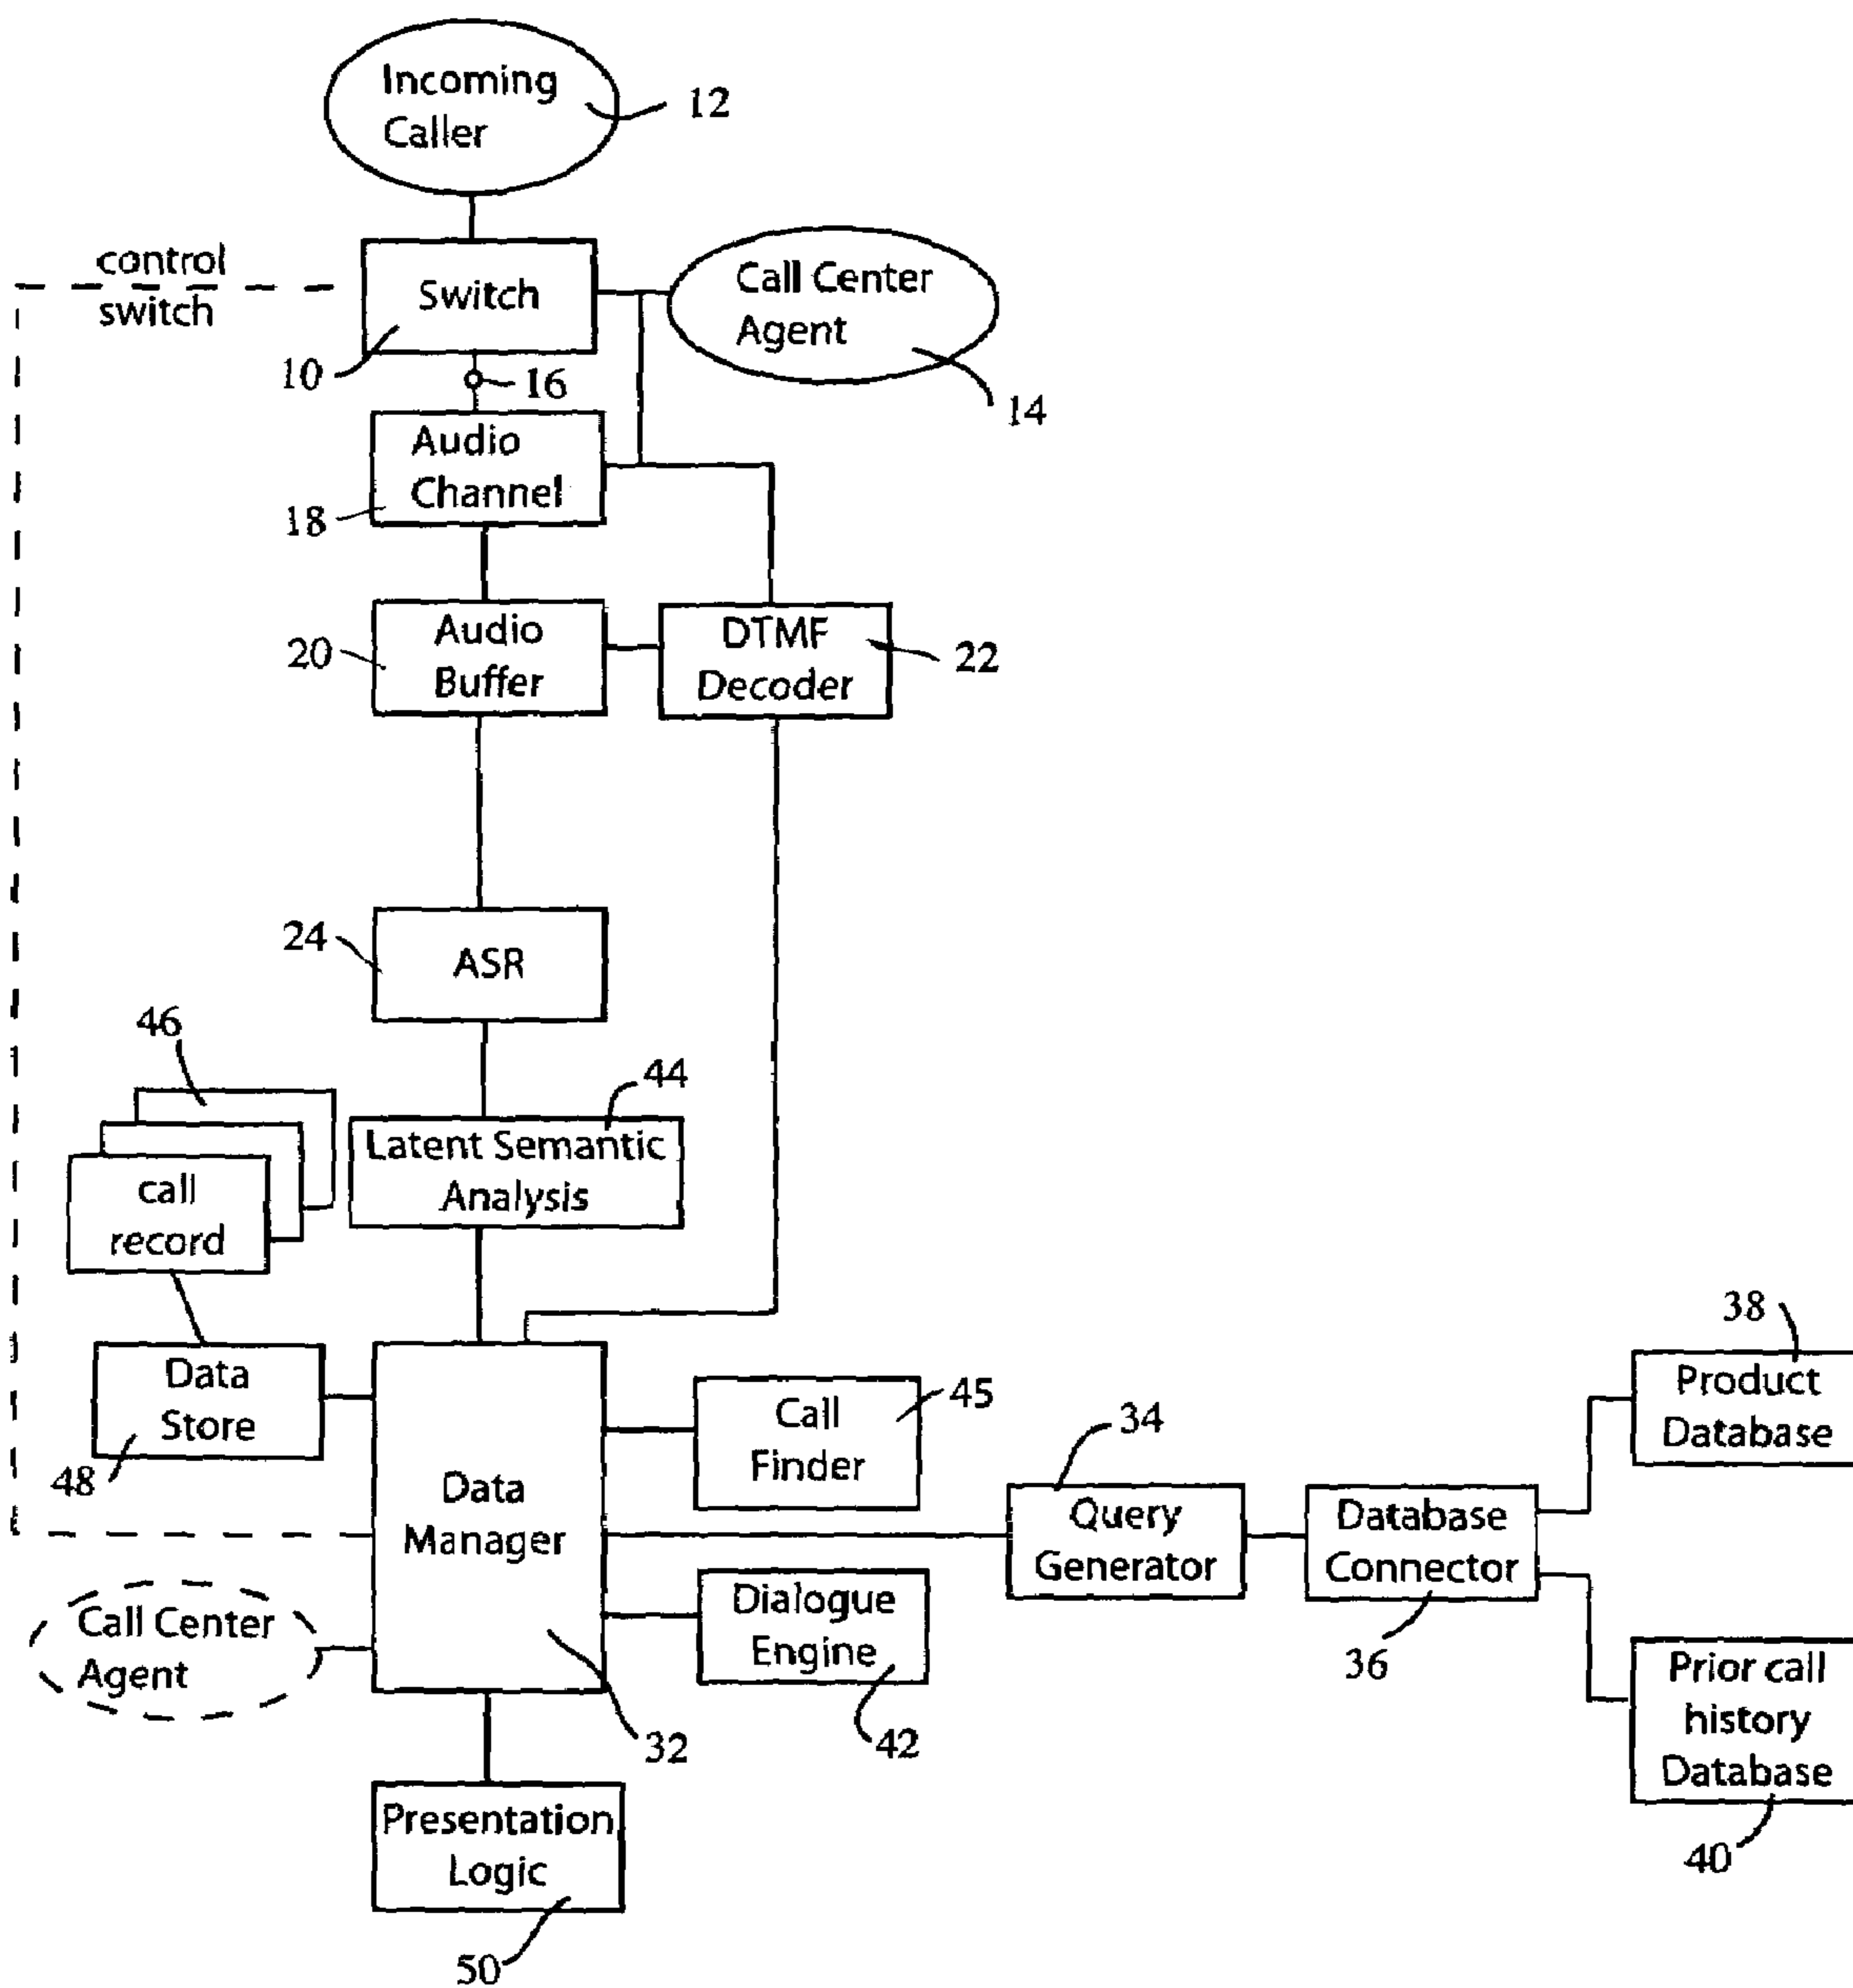 Incoming
Caller
12
control
switch
Switch
Call Center
Agent
10
16
14
Audio
Channel
18
Audio
Buffer
20
DTMF
Decoder
22
24
ASR
46
44
call
record
Latent Semantic
Analysis
38
Data
Store
48
Data
Manager
Call
Finder
45
34
Product
Database
Query
Generator
Database
Connector
36
Call Center
Agent
Dialogue
Engine
42
32
Prior call
history
Database
40
Presentation
Logic
50